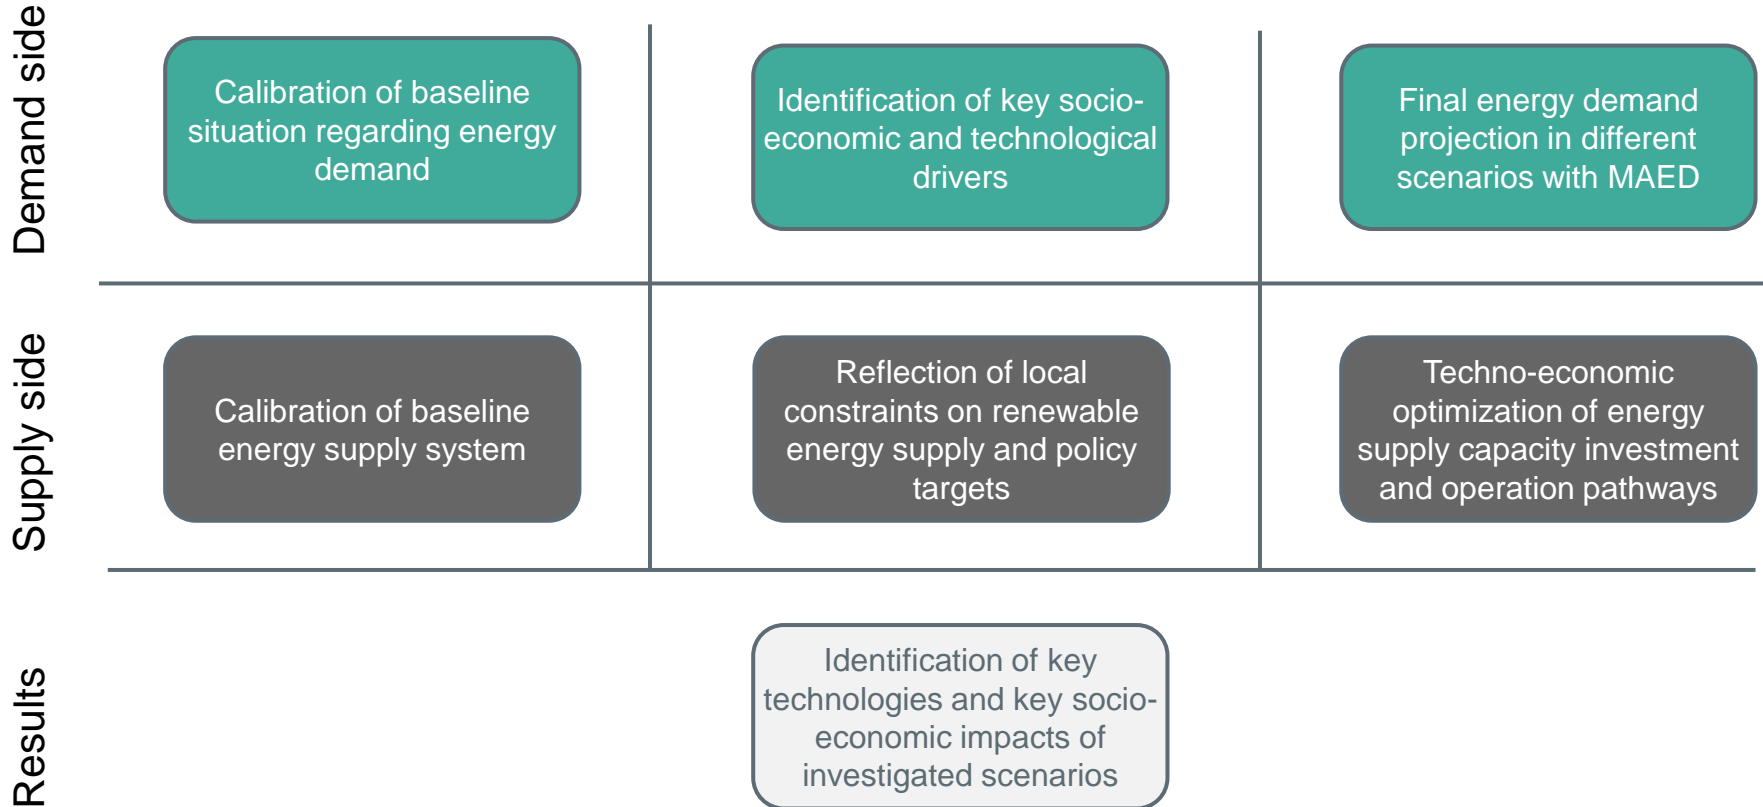 Demand side
Calibration of baseline
situation regarding energy
demand
Identification of key socio-
economic and technological
drivers
Final energy demand
projection in different
scenarios with MAED
Supply side
Calibration of baseline
energy supply system
Reflection of local
constraints on renewable
energy supply and policy
targets
Techno-economic
optimization of energy
supply capacity investment
and operation pathways
Results
Identification of key
technologies and key socio-
economic impacts of
investigated scenarios